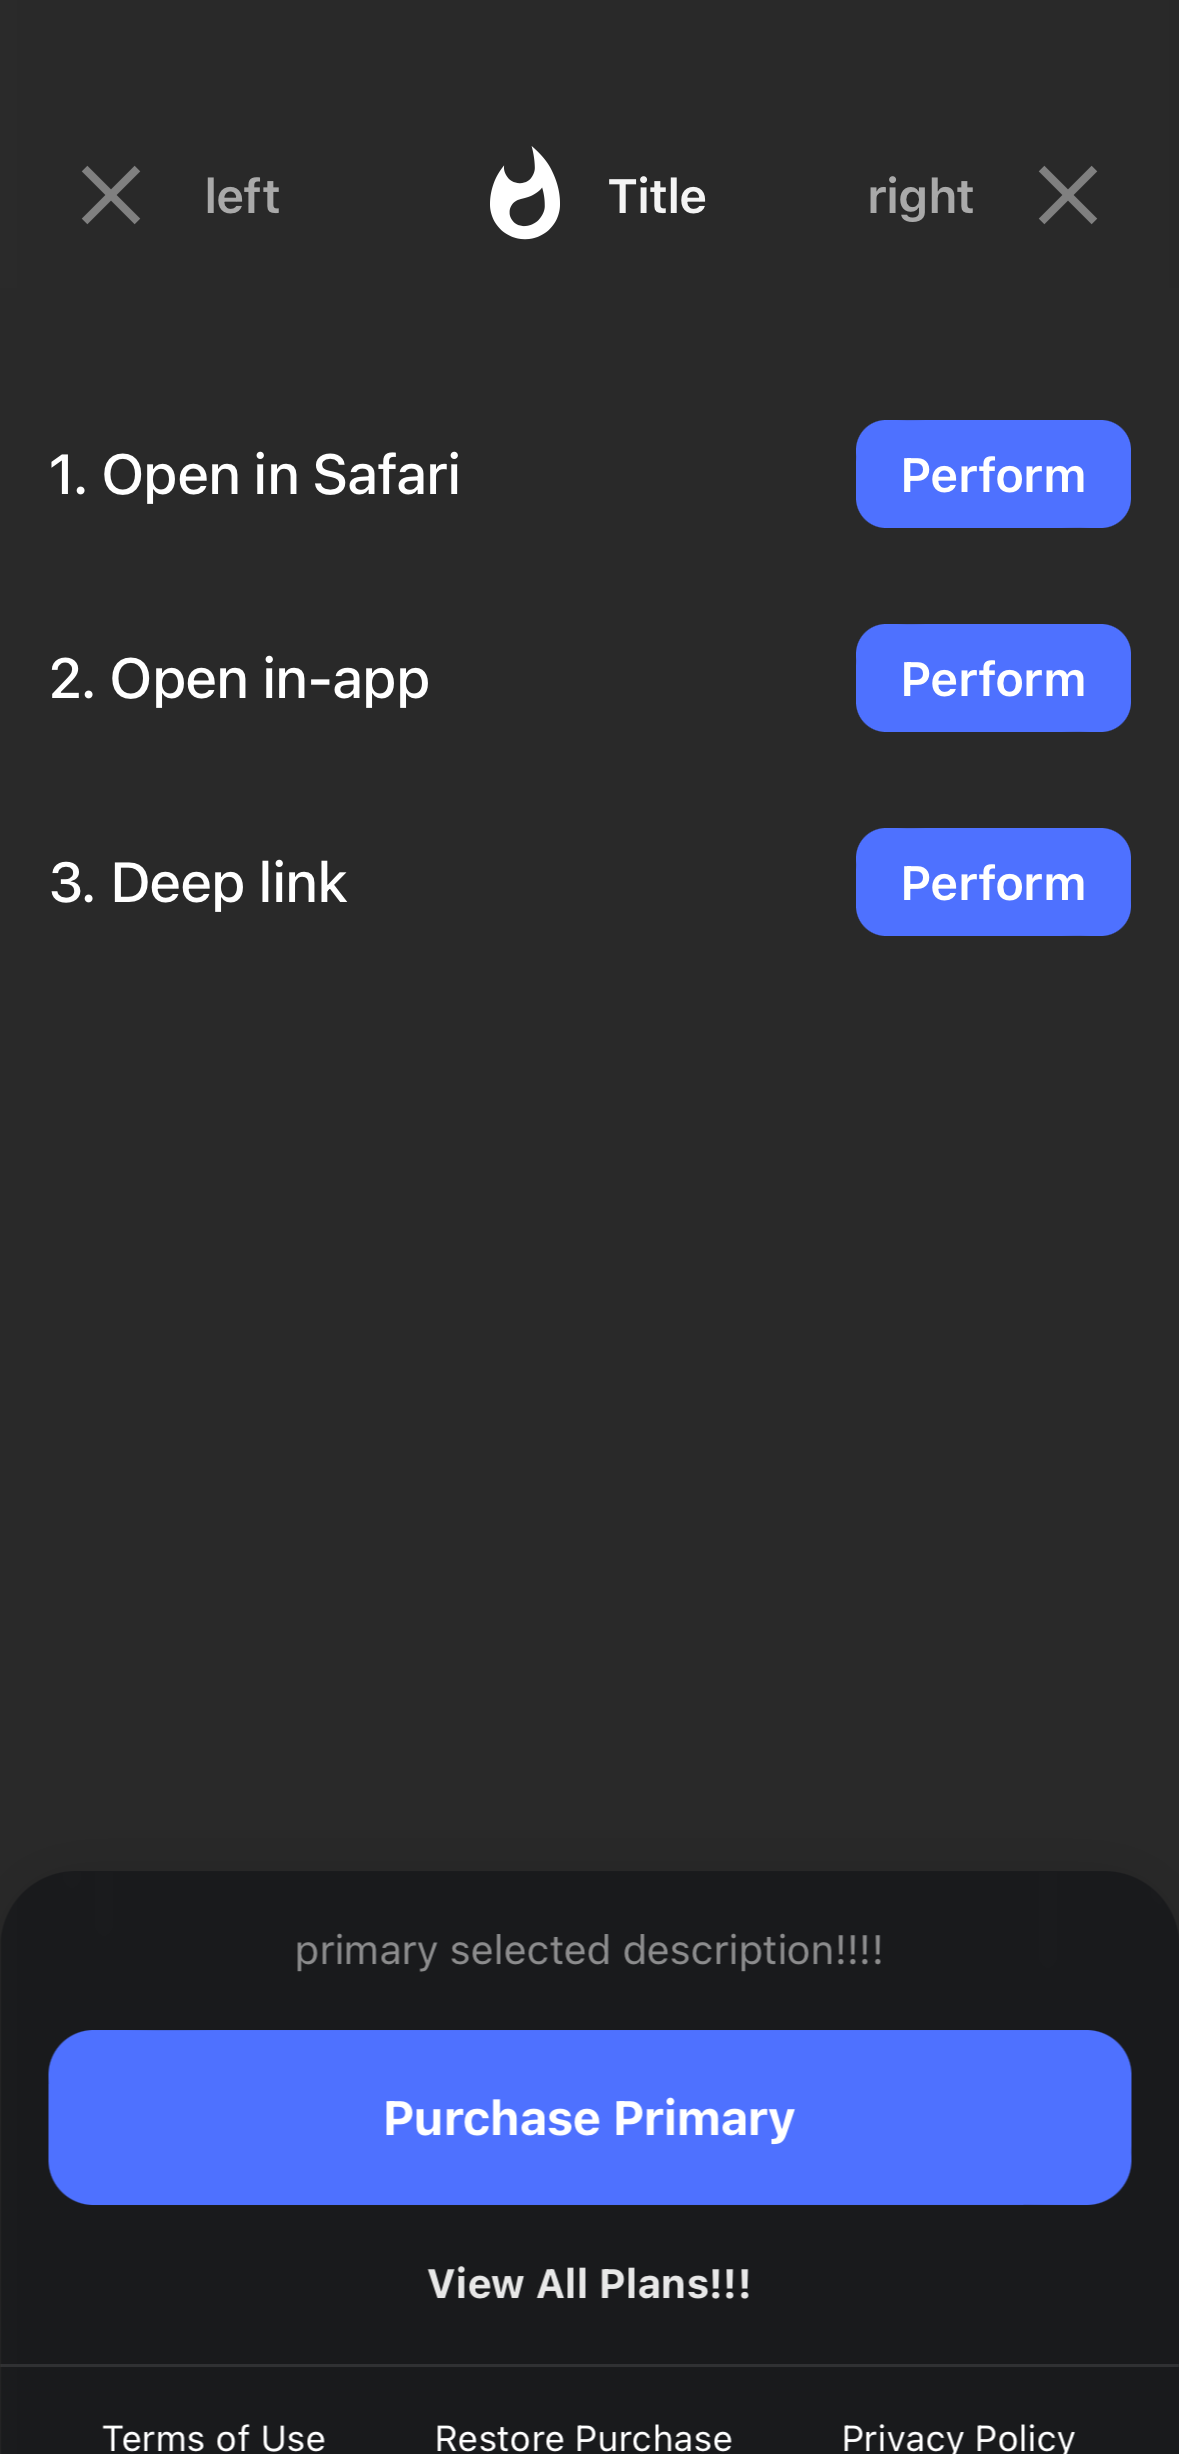 left
Title
right
1. Open in Safari
Perform
2. Open in-app
Perform
3. Deep link
Perform
primary selected description!!!!
Purchase Primary
View All Plans!!!
Terms of Use
Restore Purchase
Privacy Policy